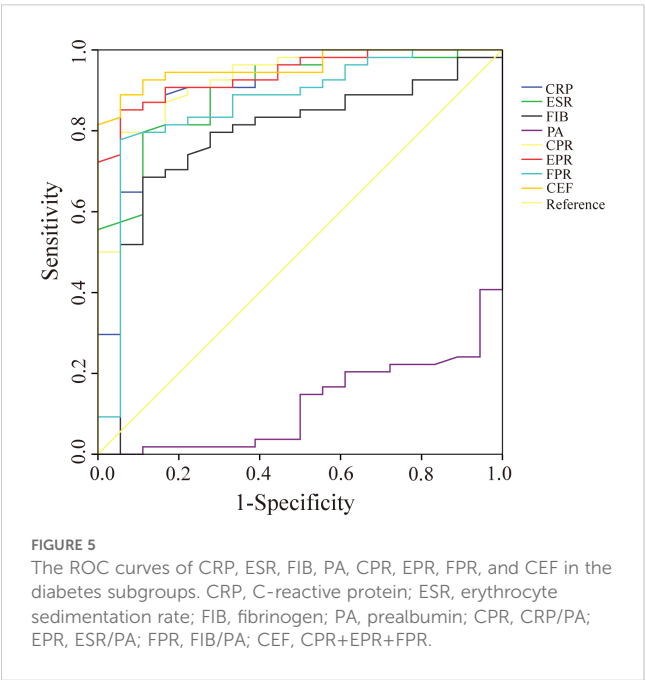 1.0
0.8
0.6
0.4
0.2
0.0
Sensitivity
0.0 0.2 0.4 0.6 0.8 1.0
1-Specificity
CRP
ESR
FIB
PA
CPR
EPR
FPR
CEF
Reference
FIGURE 5
The ROC curves of CRP, ESR, FIB, PA, CPR, EPR, FPR, and CEF in the
diabetes subgroups. CRP, C-reactive protein; ESR, erythrocyte
sedimentation rate; FIB, fibrinogen; PA, prealbumin; CPR, CRP/PA;
EPR, ESR/PA; FPR, FIB/PA; CEF, CPR+EPR+FPR.